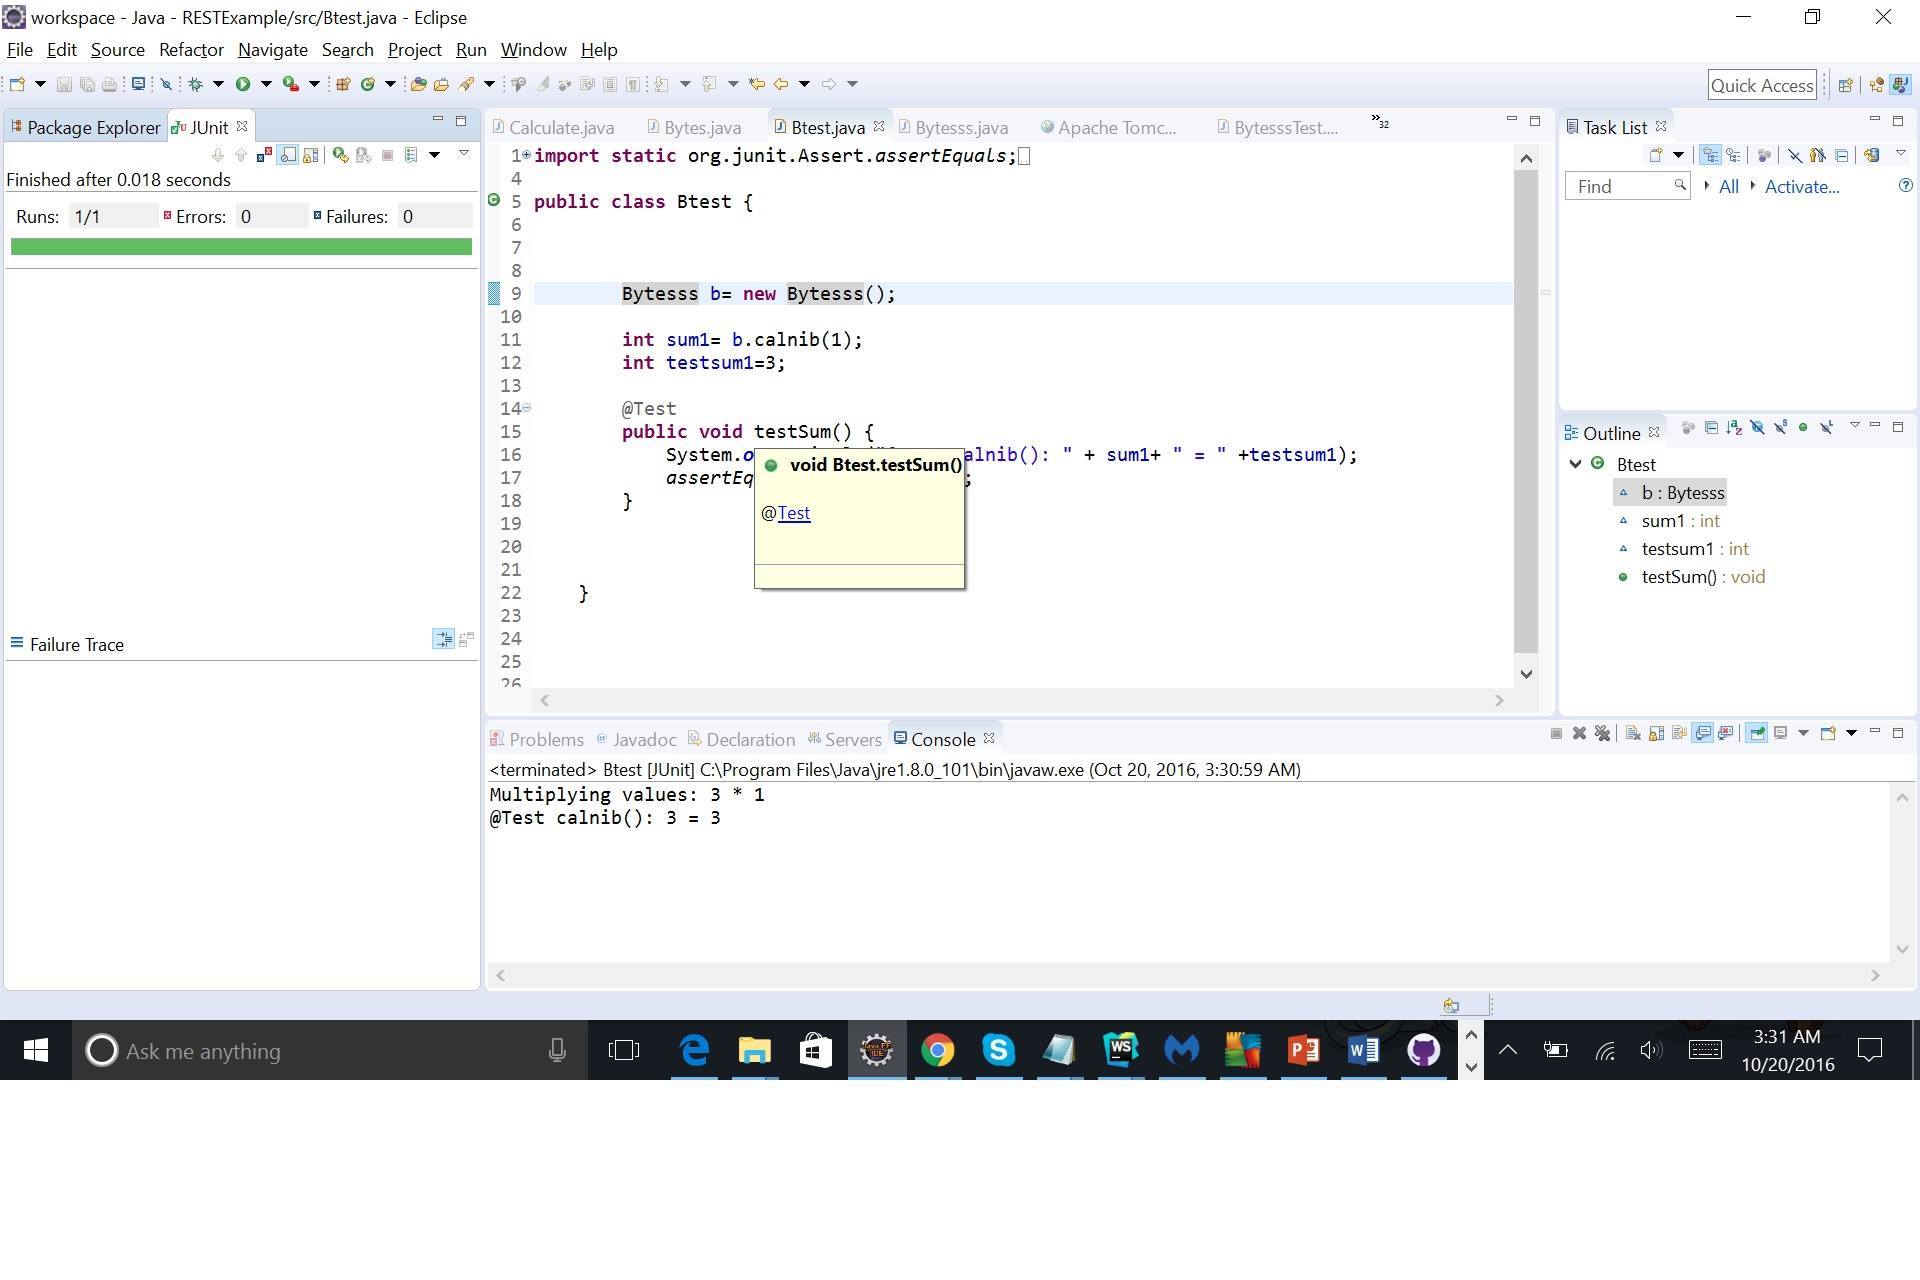 workspace - Java - RESTExample/src/Btest.java - Eclipse
File Edit Source Refactor Navigate Search Project Run Window Help
Quick Access
Package Explorer JUnit
Finished after 0.018 seconds
Runs: 1/1 Errors: 0 Failures: 0
Failure Trace
Calculate.java Bytes.java Btest.java Bytesss.java Apache Tomc... BytesssTest.... »32
1 import static org.junit.Assert.assertEquals;
4
5 public class Btest {
6
7
8
9 Bytesss b= new Bytesss();
10
11 int sum1= b.calnib(1);
12 int testsum1=3;
13
14 @Test
15 public void testSum() {
16 System.o alnib(): " + sum1+ " = " +testsum1);
17 assertEq ;
18 }
19
20
21
22 }
23
24
25
26
void Btest.testSum()
@Test
Task List
Find All Activate...
Outline
Btest
b : Bytesss
sum1 : int
testsum1 : int
testSum() : void
Problems Javadoc Declaration Servers Console
<terminated> Btest [JUnit] C:\Program Files\Java\jre1.8.0_101\bin\javaw.exe (Oct 20, 2016, 3:30:59 AM)
Multiplying values: 3 * 1
@Test calnib(): 3 = 3
Ask me anything
3:31 AM
10/20/2016